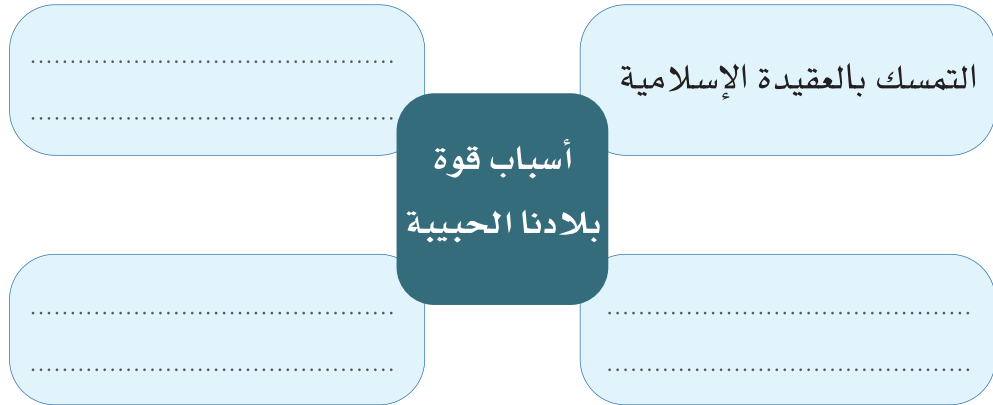 التمسك بالعقيدة الإسلامية
أسباب قوة
بلادنا الحبيبة